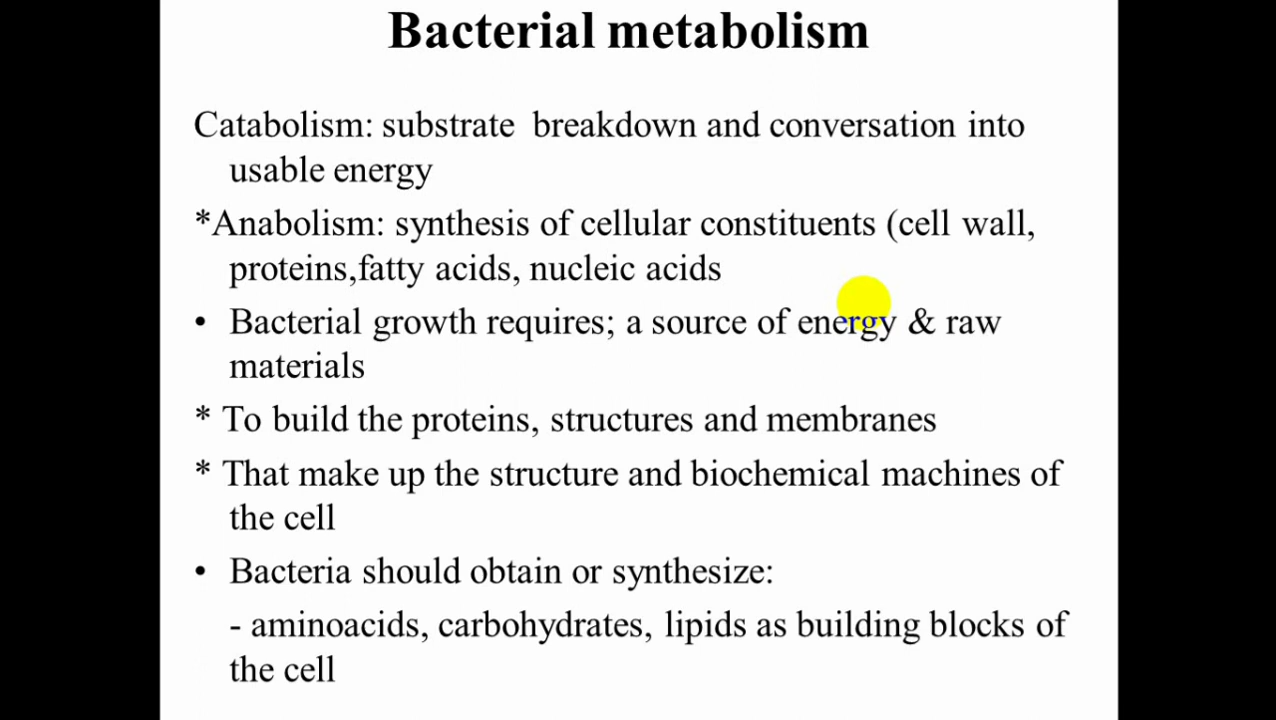 Bacterial metabolism
Catabolism: substrate breakdown and conversation into
usable energy
*Anabolism: synthesis of cellular constituents (cell wall,
proteins,fatty acids, nucleic acids
• Bacterial growth requires; a source of energy & raw
materials
* To build the proteins, structures and membranes
* That make up the structure and biochemical machines of
the cell
• Bacteria should obtain or synthesize:
- aminoacids, carbohydrates, lipids as building blocks of
the cell